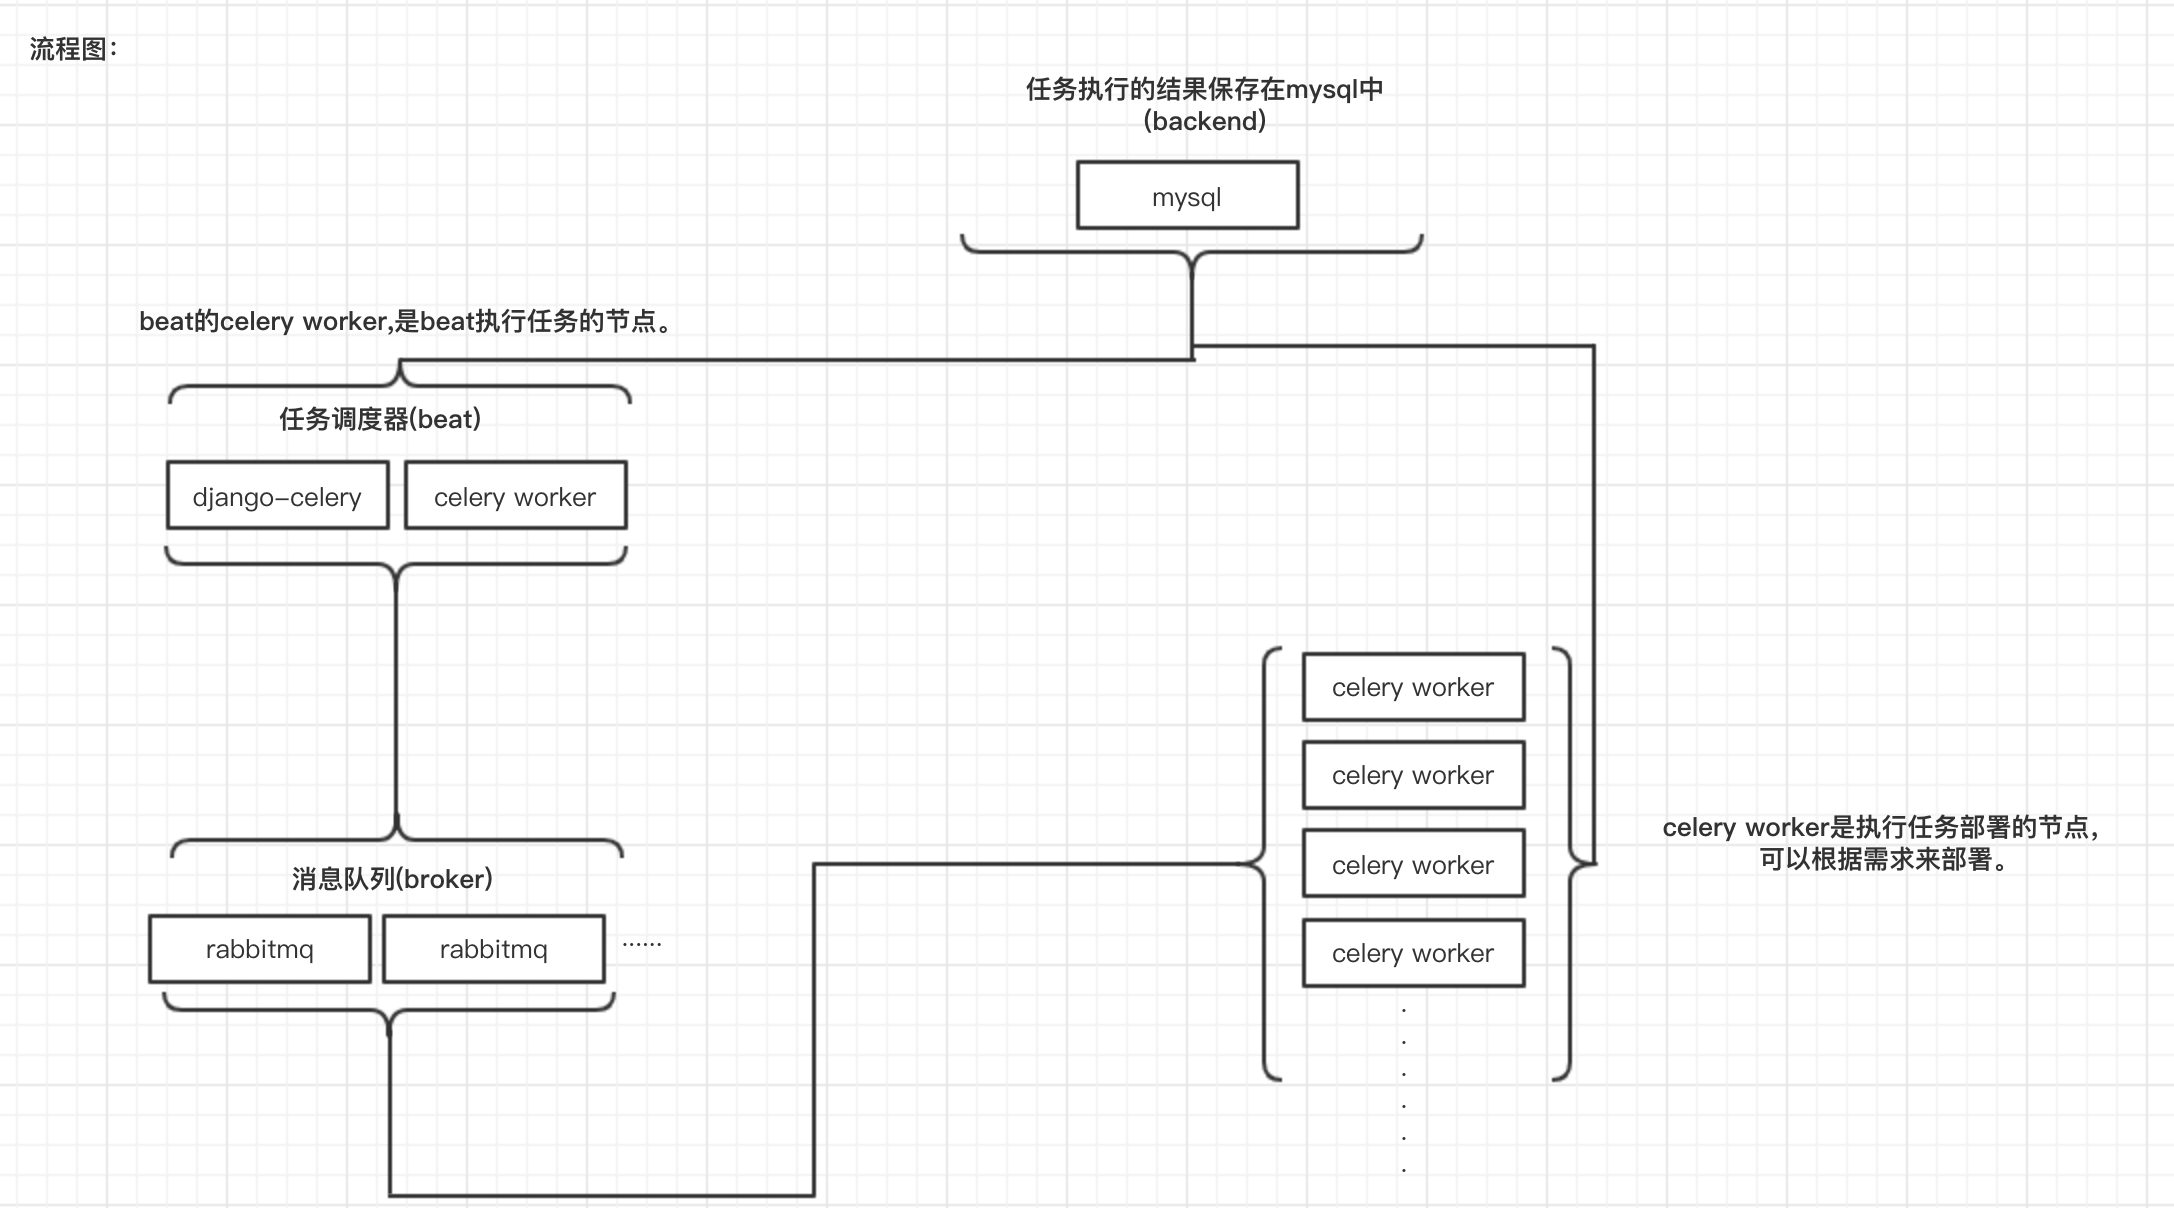 流程图：
任务执行的结果保存在mysql中
(backend)
mysql
beat的celery worker,是beat执行任务的节点。
任务调度器(beat)
django-celery
celery worker
消息队列(broker)
rabbitmq
rabbitmq
······
celery worker
celery worker
celery worker
celery worker
.
.
.
.
.
.
celery worker是执行任务部署的节点，
可以根据需求来部署。